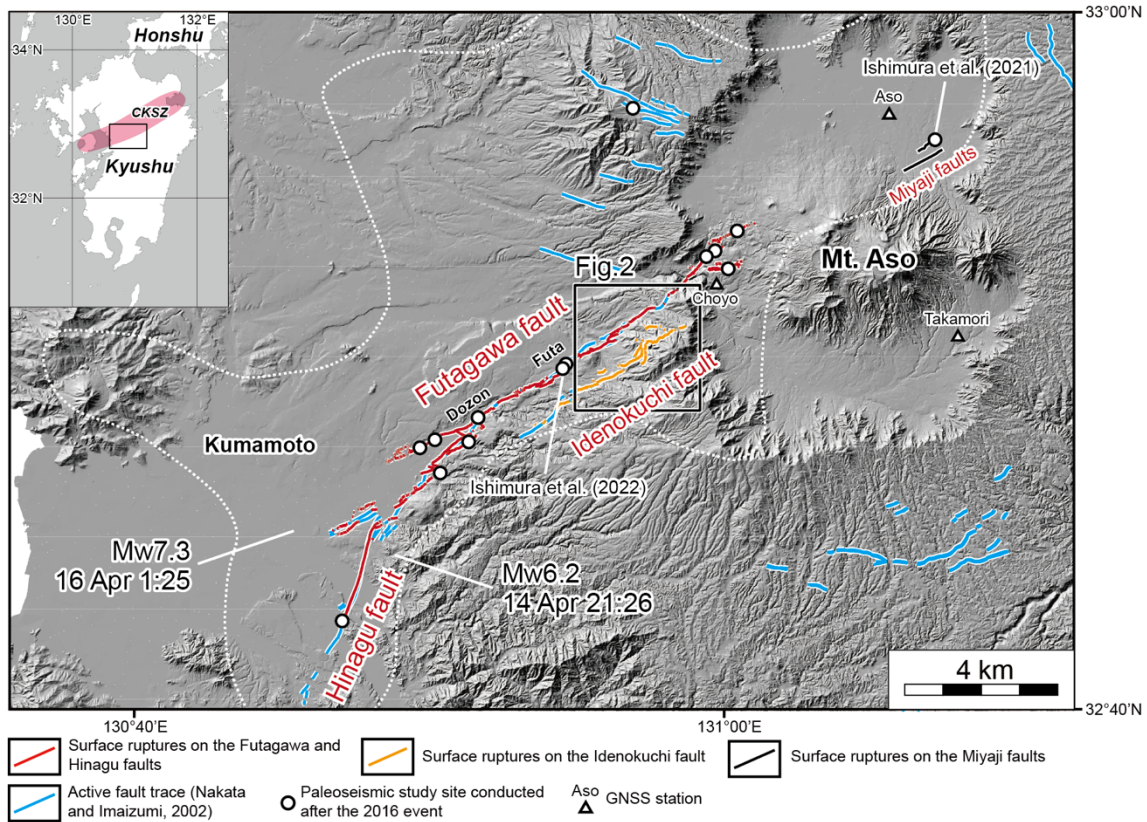 130°E
132°E
34°N
32°N
Honshu
CKSZ
Kyushu
33°00'N
Ishimura et al. (2021)
Aso
Miyaji faults
Mt. Aso
Fig.2
Choyo
Takamori
Futa
Futagawa fault
Dozon
Idenokuchi fault
Kumamoto
Ishimura et al. (2022)
Mw7.3
16 Apr 1:25
Mw6.2
14 Apr 21:26
Hinagu fault
4 km
32°40'N
130°40'E
131°00'E
Surface ruptures on the Futagawa and
Hinagu faults
Surface ruptures on the Idenokuchi fault
Surface ruptures on the Miyaji faults
Active fault trace (Nakata
and Imaizumi, 2002)
Paleoseismic study site conducted
after the 2016 event
Aso
GNSS station